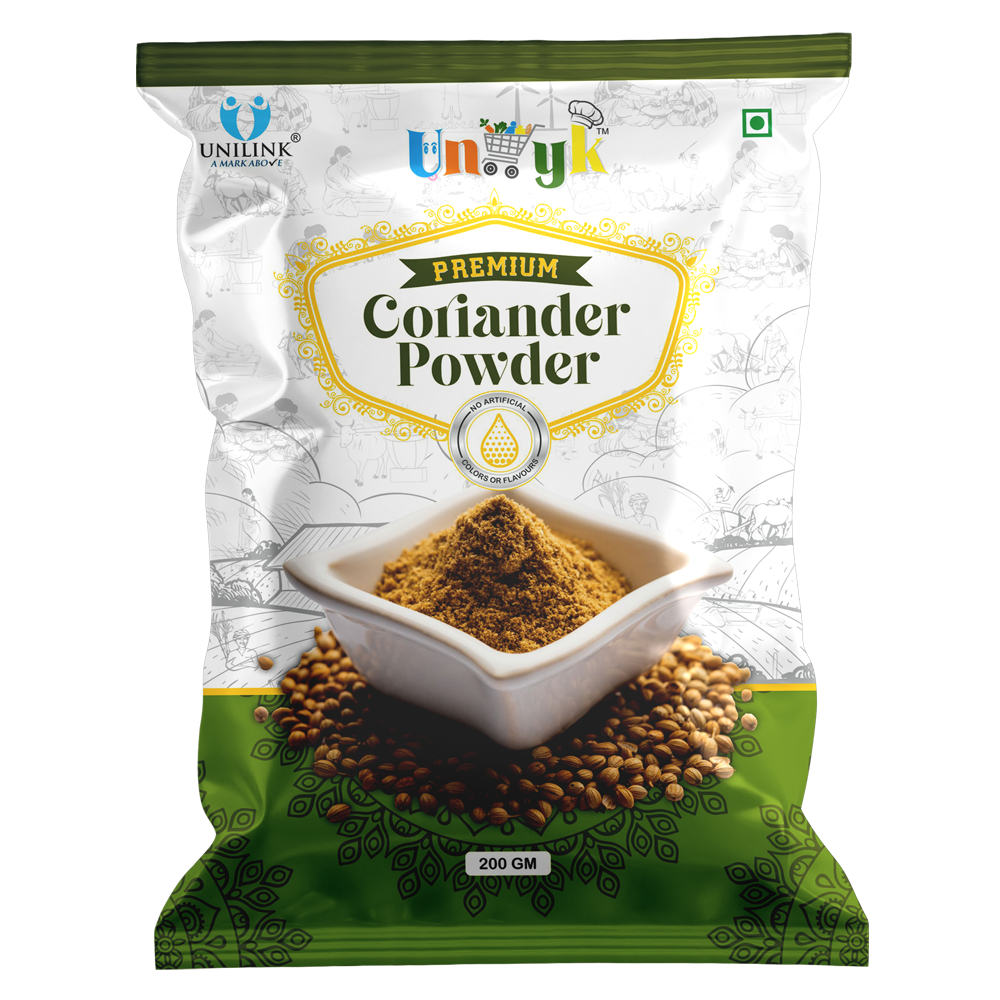 UNILINK®
A MARK ABOVE
Un yk™
PREMIUM
Coriander
Powder
NO ARTIFICIAL
COLORS OR FLAVOURS
200 GM